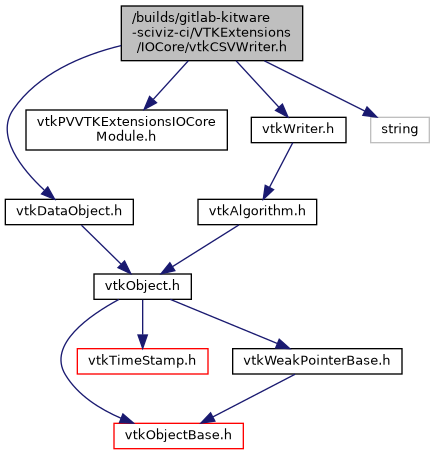 /builds/gitlab-kitware
-sciviz-ci/VTKExtensions
/IOCore/vtkCSVWriter.h
vtkPVVTKExtensionsIOCore
Module.h
vtkWriter.h
string
vtkDataObject.h
vtkAlgorithm.h
vtkObject.h
vtkTimeStamp.h
vtkWeakPointerBase.h
vtkObjectBase.h